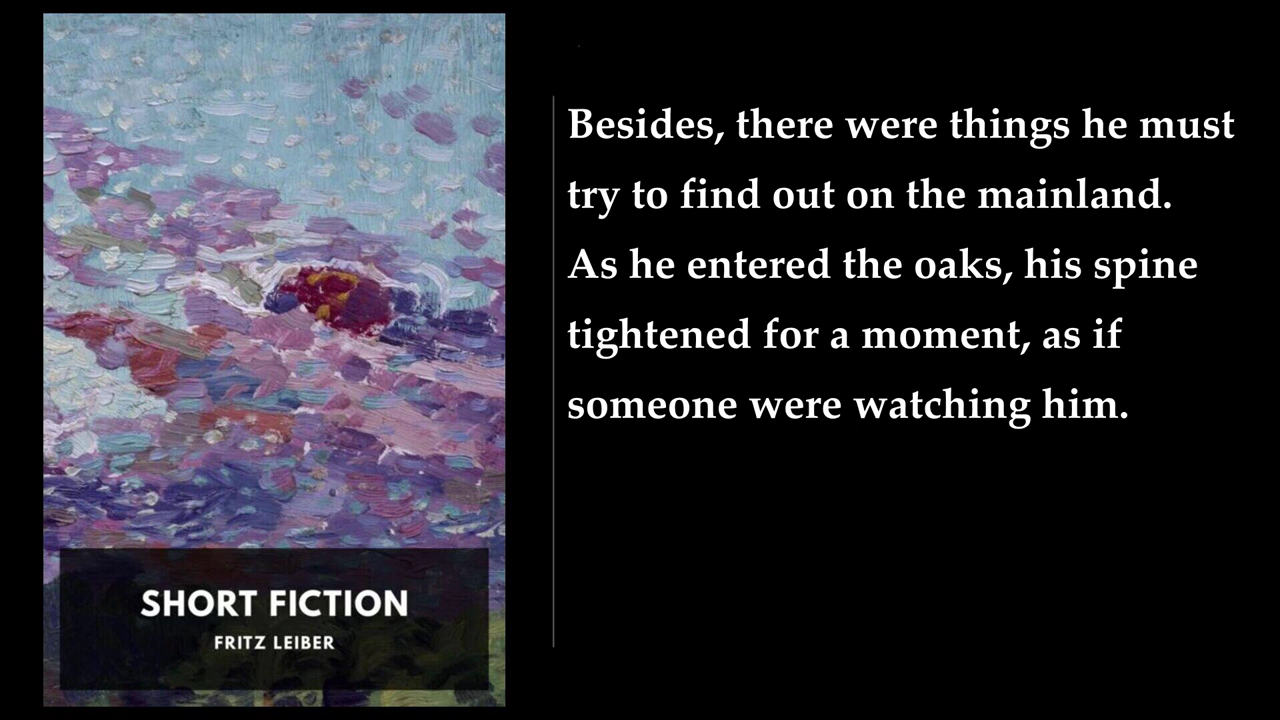 SHORT FICTION
FRITZ LEIBER
Besides, there were things he must
try to find out on the mainland.
As he entered the oaks, his spine
tightened for a moment, as if
someone were watching him.